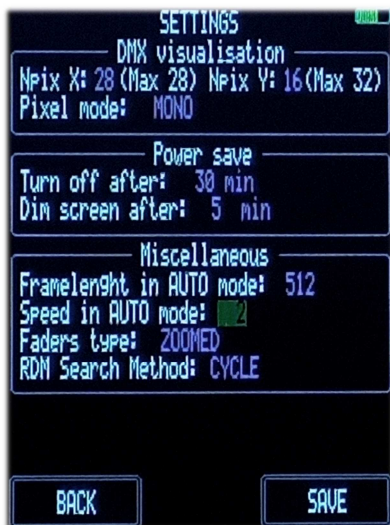 SETTINGS
DMX visualisation
Npix X: 28 (Max 28) Npix Y: 16 (Max 32)
Pixel mode: MONO
Power save
Turn off after: 30 min
Dim screen after: 5 min
Miscellaneous
Framelenght in AUTO mode: 512
Speed in AUTO mode: 2
Faders type: ZOOMED
RDM Search Method: CYCLE
BACK SAVE